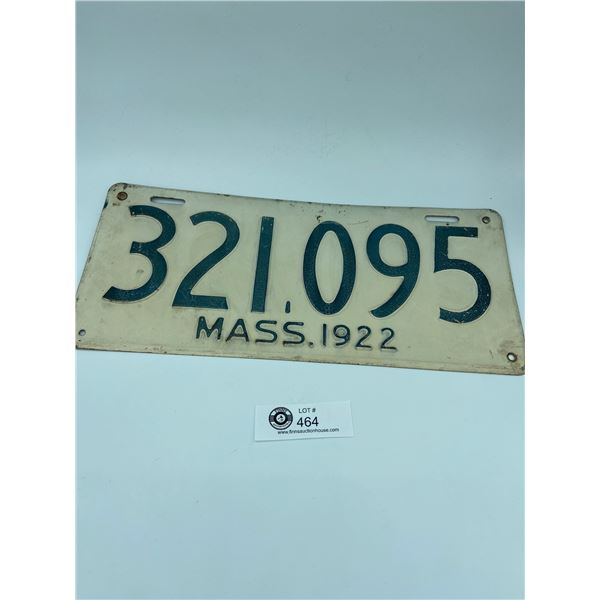 321,095
MASS.1922
LOT #
464
www.finnsauctionhouse.com